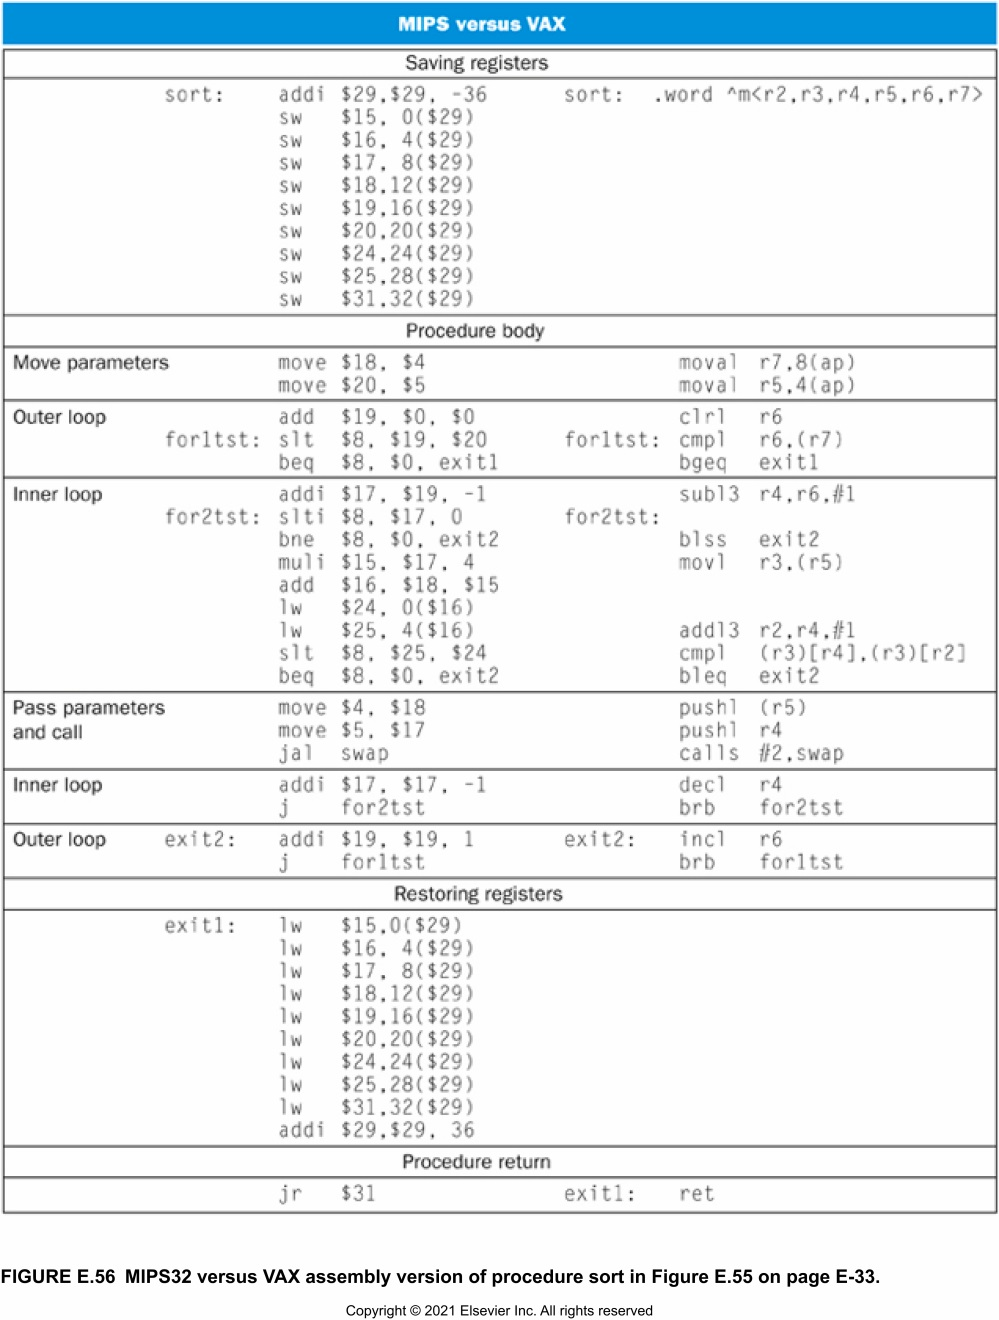 MIPS versus VAX
Saving registers
sort: addi $29,$29, -36 sort: .word ^m<r2,r3,r4,r5,r6,r7>
sw $15, 0($29)
sw $16, 4($29)
sw $17, 8($29)
sw $18,12($29)
sw $19,16($29)
sw $20,20($29)
sw $24,24($29)
sw $25,28($29)
sw $31,32($29)
Procedure body
Move parameters move $18, $4 moval r7,8(ap)
move $20, $5 moval r5,4(ap)
Outer loop add $19, $0, $0 clrl r6
for1tst: slt $8, $19, $20 for1tst: cmpl r6,(r7)
beq $8, $0, exit1 bgeq exit1
Inner loop addi $17, $19, -1 subl3 r4,r6,#1
for2tst: slti $8, $17, 0 for2tst:
bne $8, $0, exit2 blss exit2
muli $15, $17, 4 movl r3,(r5)
add $16, $18, $15
lw $24, 0($16)
lw $25, 4($16) addl3 r2,r4,#1
slt $8, $25, $24 cmpl (r3)[r4],(r3)[r2]
beq $8, $0, exit2 bleq exit2
Pass parameters move $4, $18 pushl (r5)
and call move $5, $17 pushl r4
jal swap calls #2,swap
Inner loop addi $17, $17, -1 decl r4
j for2tst brb for2tst
Outer loop exit2: addi $19, $19, 1 exit2: incl r6
j for1tst brb for1tst
Restoring registers
exit1: lw $15,0($29)
lw $16, 4($29)
lw $17, 8($29)
lw $18,12($29)
lw $19,16($29)
lw $20,20($29)
lw $24,24($29)
lw $25,28($29)
lw $31,32($29)
addi $29,$29, 36
Procedure return
jr $31 exit1: ret
FIGURE E.56 MIPS32 versus VAX assembly version of procedure sort in Figure E.55 on page E-33.
Copyright © 2021 Elsevier Inc. All rights reserved